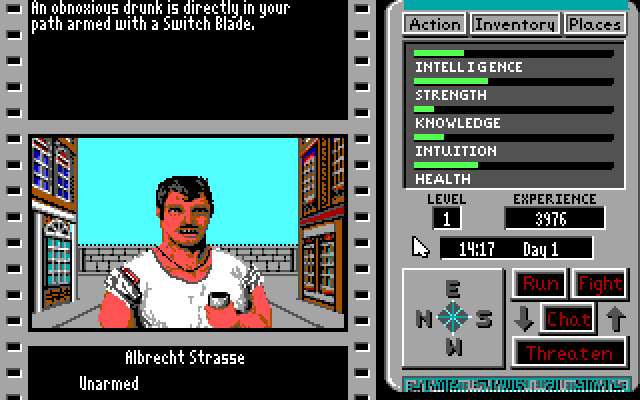 An obnoxious drunk is directly in your
path armed with a Switch Blade.
Albrecht Strasse
Unarmed
Action Inventory Places
INTELLIGENCE
STRENGTH
KNOWLEDGE
INTUITION
HEALTH
LEVEL EXPERIENCE
1 3976
14:17 Day 1
E
N S
W
Run Fight
Chat
Threaten